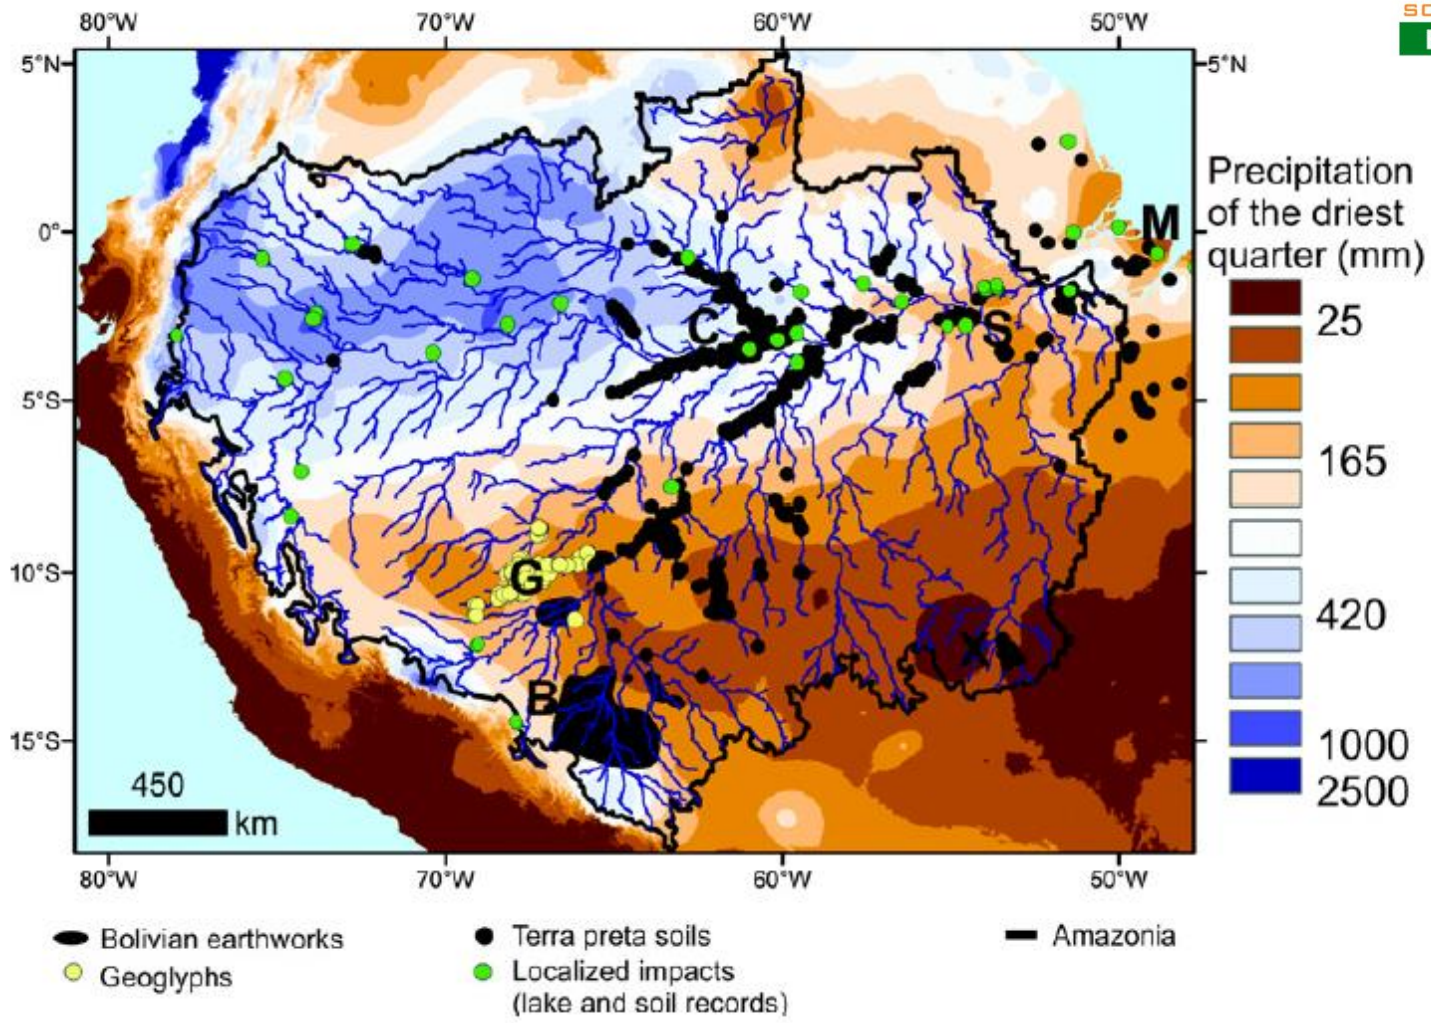 80°W 70°W 60°W 50°W
SC
5°N 5°N
Precipitation
of the driest
quarter (mm)
M
0°
25
C S
5°S
165
G
10°S
420
X
B
15°S
1000
2500
450
km
80°W 70°W 60°W 50°W
Bolivian earthworks Terra preta soils Amazonia
Geoglyphs Localized impacts
(lake and soil records)